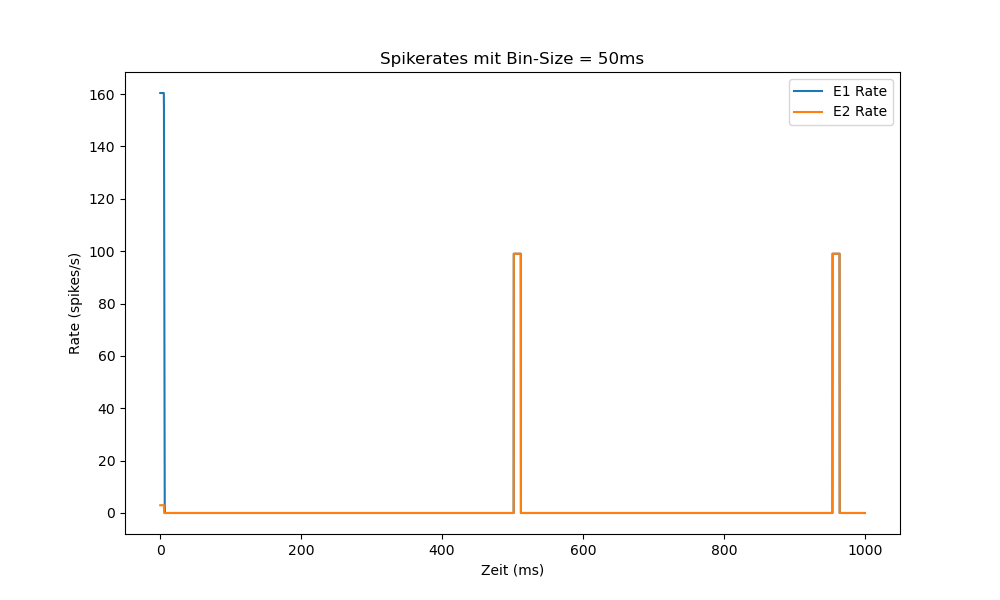 Spikerates mit Bin-Size = 50ms
E1 Rate
E2 Rate
160
140
120
100
80
60
40
20
0
Rate (spikes/s)
0 200 400 600 800 1000
Zeit (ms)